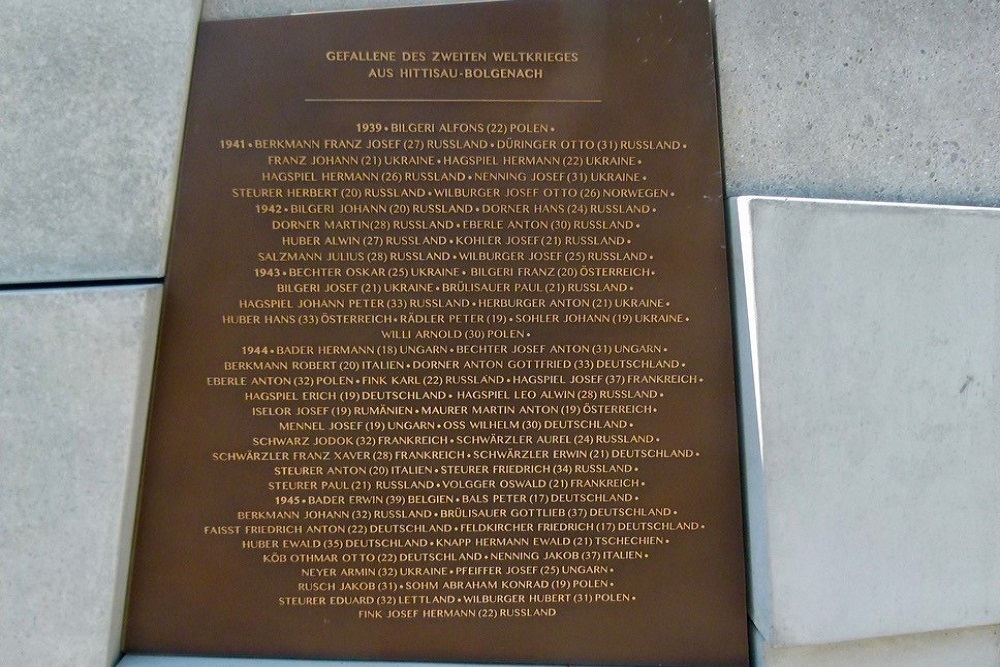 GEFALLENE DES ZWEITEN WELTKRIEGES
AUS HITTISAU-BOLGENACH
1939 • BILGERI ALFONS (22) POLEN •
1941 • BERKMANN FRANZ JOSEF (27) RUSSLAND • DÜRINGER OTTO (31) RUSSLAND •
FRANZ JOHANN (21) UKRAINE • HAGSPIEL HERMANN (22) UKRAINE •
HAGSPIEL HERMANN (26) RUSSLAND • NENNING JOSEF (31) UKRAINE •
STEURER HERBERT (20) RUSSLAND • WILBURGER JOSEF OTTO (26) NORWEGEN •
1942 • BILGERI JOHANN (20) RUSSLAND • DORNER HANS (24) RUSSLAND •
DORNER MARTIN(28) RUSSLAND • EBERLE ANTON (30) RUSSLAND •
HUBER ALWIN (27) RUSSLAND • KOHLER JOSEF (21) RUSSLAND •
SALZMANN JULIUS (28) RUSSLAND • WILBURGER JOSEF (25) RUSSLAND •
1943 • BECHTER OSKAR (25) UKRAINE • BILGERI FRANZ (20) ÖSTERREICH •
BILGERI JOSEF (21) UKRAINE • BRÜLISAUER PAUL (21) RUSSLAND •
HAGSPIEL JOHANN PETER (33) RUSSLAND • HERBURGER ANTON (21) UKRAINE •
HUBER HANS (33) ÖSTERREICH • RÄDLER PETER (19) • SOHLER JOHANN (19) UKRAINE •
WILLI ARNOLD (30) POLEN •
1944 • BADER HERMANN (18) UNGARN • BECHTER JOSEF ANTON (31) UNGARN •
BERKMANN ROBERT (20) ITALIEN • DORNER ANTON GOTTFRIED (33) DEUTSCHLAND •
EBERLE ANTON (32) POLEN • FINK KARL (22) RUSSLAND • HAGSPIEL JOSEF (37) FRANKREICH •
HAGSPIEL ERICH (19) DEUTSCHLAND • HAGSPIEL LEO ALWIN (28) RUSSLAND •
ISELOR JOSEF (19) RUMÄNIEN • MAURER MARTIN ANTON (19) ÖSTERREICH •
MENNEL JOSEF (19) UNGARN • OSS WILHELM (30) DEUTSCHLAND •
SCHWARZ JODOK (32) FRANKREICH • SCHWÄRZLER AUREL (24) RUSSLAND •
SCHWÄRZLER FRANZ XAVER (28) FRANKREICH • SCHWÄRZLER ERWIN (21) DEUTSCHLAND •
STEURER ANTON (20) ITALIEN • STEURER FRIEDRICH (34) RUSSLAND •
STEURER PAUL (21) RUSSLAND • VOLGGER OSWALD (21) FRANKREICH •
1945 • BADER ERWIN (39) BELGIEN • BALS PETER (17) DEUTSCHLAND •
BERKMANN JOHANN (32) RUSSLAND • BRÜLISAUER GOTTLIEB (37) DEUTSCHLAND •
FAISST FRIEDRICH ANTON (22) DEUTSCHLAND • FELDKIRCHER FRIEDRICH (17) DEUTSCHLAND •
HUBER EWALD (35) DEUTSCHLAND • KNAPP HERMANN EWALD (21) TSCHECHIEN •
KÖB OTHMAR OTTO (22) DEUTSCHLAND • NENNING JAKOB (37) ITALIEN •
NEYER ARMIN (32) UKRAINE • PFEIFFER JOSEF (25) UNGARN •
RUSCH JAKOB (31) • SOHM ABRAHAM KONRAD (19) POLEN •
STEURER EDUARD (32) LETTLAND • WILBURGER HUBERT (31) POLEN •
FINK JOSEF HERMANN (22) RUSSLAND